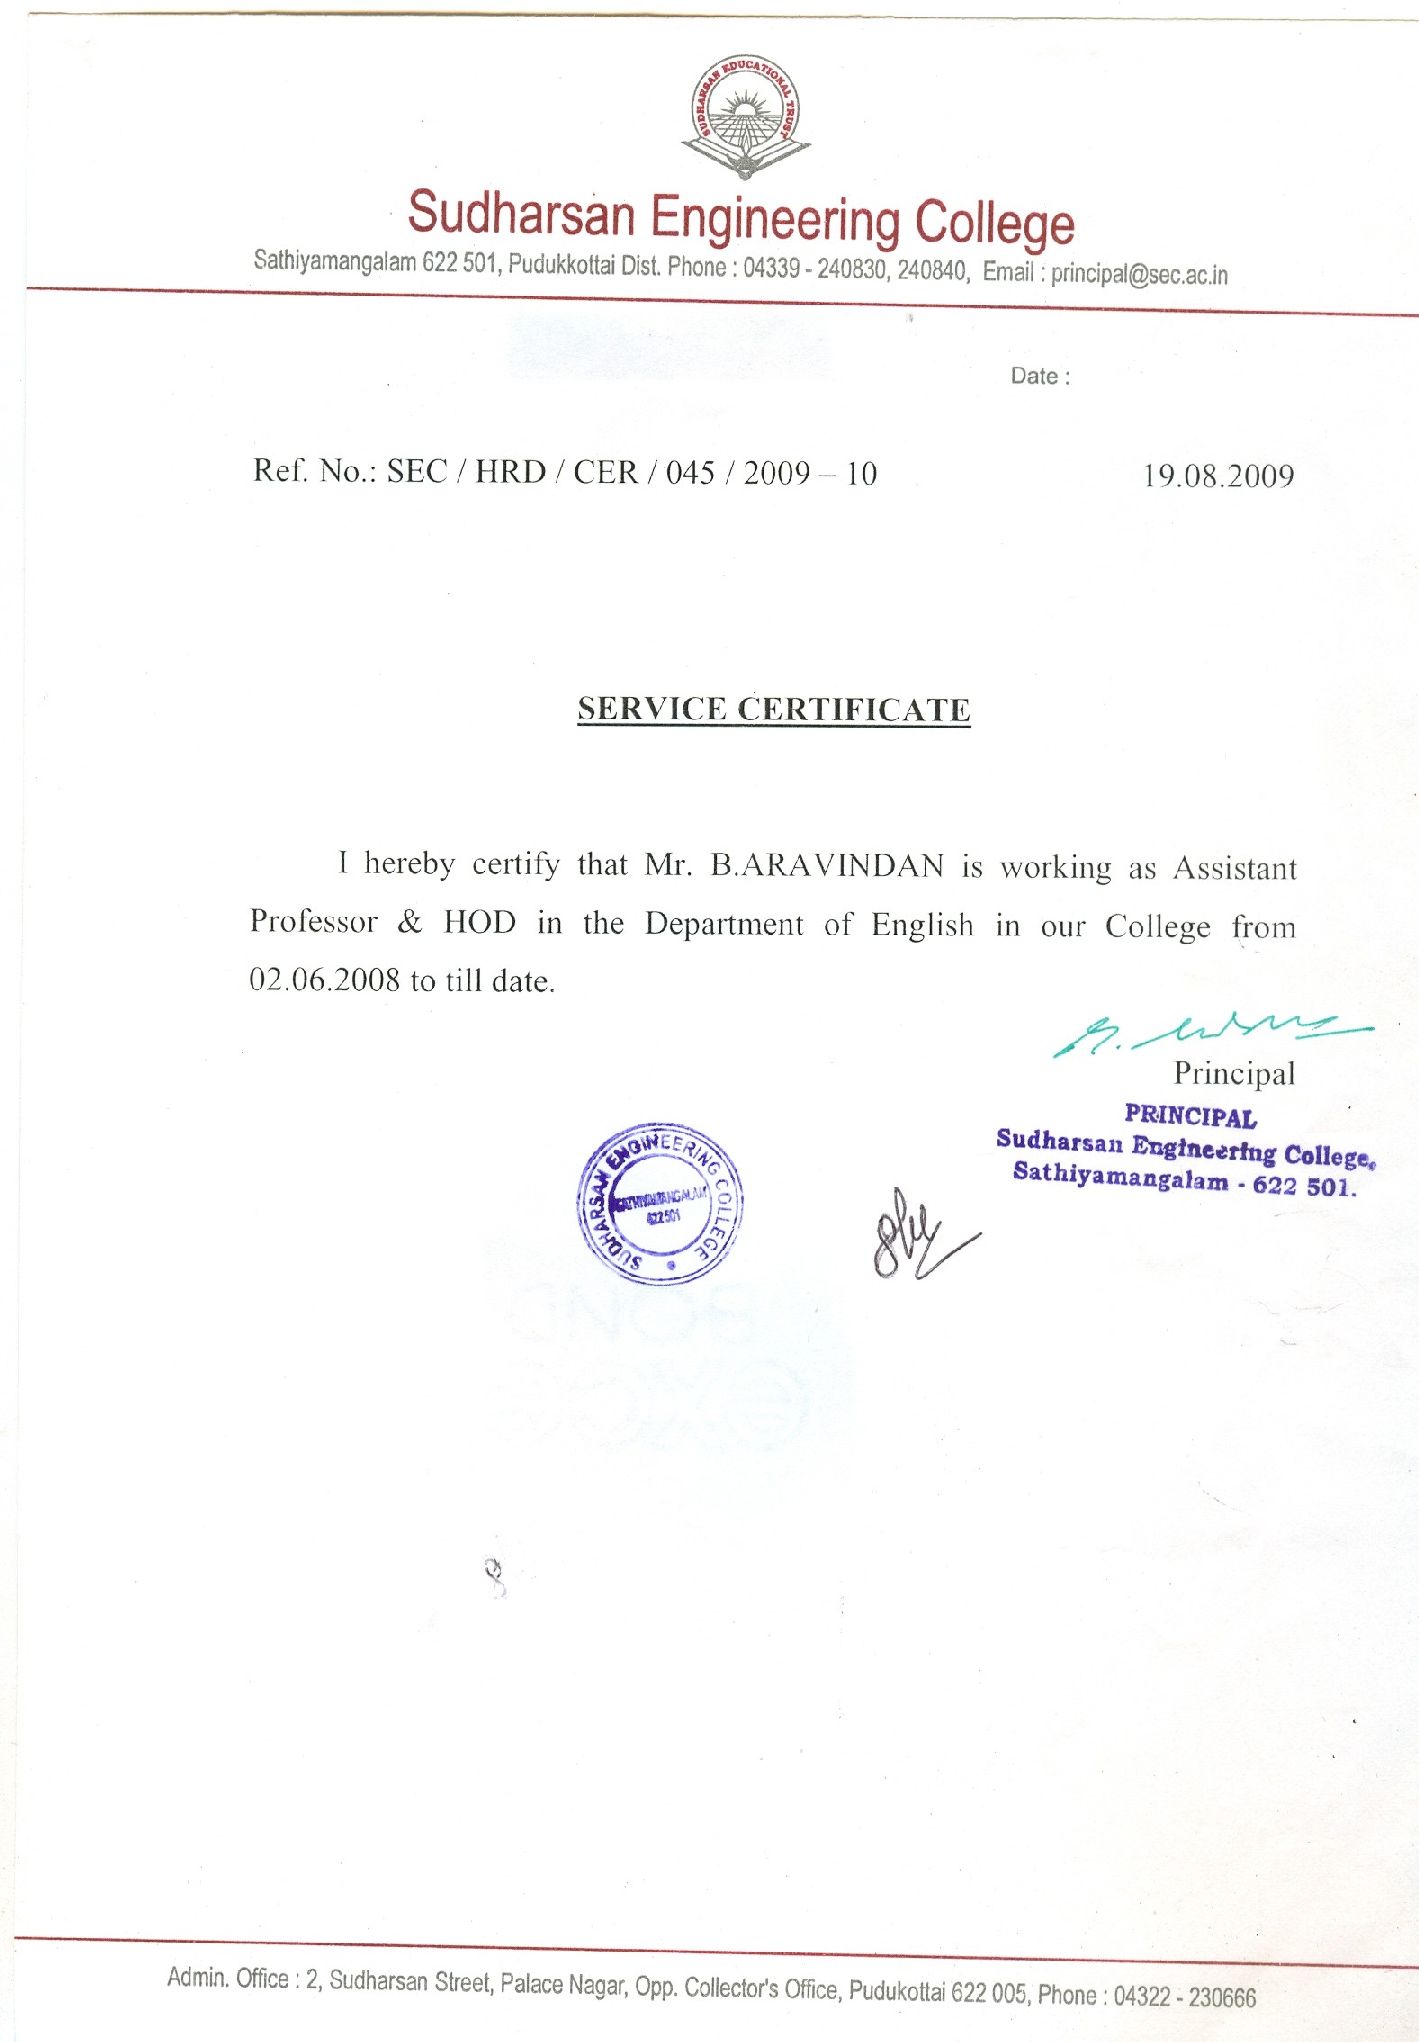 SUDHARSAN EDUCATIONAL TRUST
Sudharsan Engineering College
Sathiyamangalam 622 501, Pudukkottai Dist. Phone : 04339 - 240830, 240840, Email : principal@sec.ac.in
Date :
Ref. No.: SEC / HRD / CER / 045 / 2009 – 10 19.08.2009
SERVICE CERTIFICATE
I hereby certify that Mr. B.ARAVINDAN is working as Assistant
Professor & HOD in the Department of English in our College from
02.06.2008 to till date.
Principal
PRINCIPAL
Sudharsan Engineering College,
Sathiyamangalam - 622 501.
SUDHARSAN ENGINEERING COLLEGE
SATHIYAMANGALAM
622 501
BOND
Admin. Office : 2, Sudharsan Street, Palace Nagar, Opp. Collector's Office, Pudukottai 622 005, Phone : 04322 - 230666